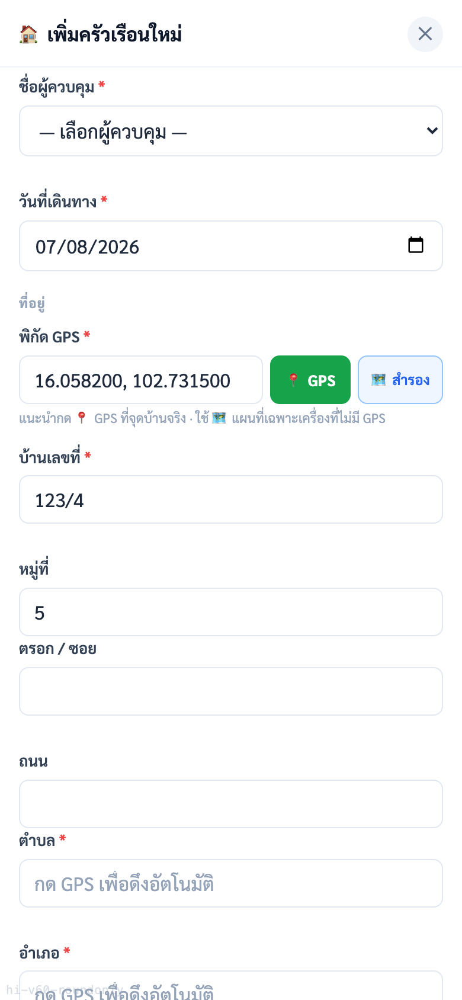 เพิ่มครัวเรือนใหม่
ชื่อผู้ควบคุม *
— เลือกผู้ควบคุม —
วันที่เดินทาง *
07/08/2026
ที่อยู่
พิกัด GPS *
16.058200, 102.731500
GPS
สำรอง
แนะนำกด 📍 GPS ที่จุดบ้านจริง · ใช้ 🗺️ แผนที่เฉพาะเครื่องที่ไม่มี GPS
บ้านเลขที่ *
123/4
หมู่ที่
5
ตรอก / ซอย
ถนน
ตำบล *
กด GPS เพื่อดึงอัตโนมัติ
อำเภอ *
กด GPS เพื่อดึงอัตโนมัติ
hi-v60-roundonly